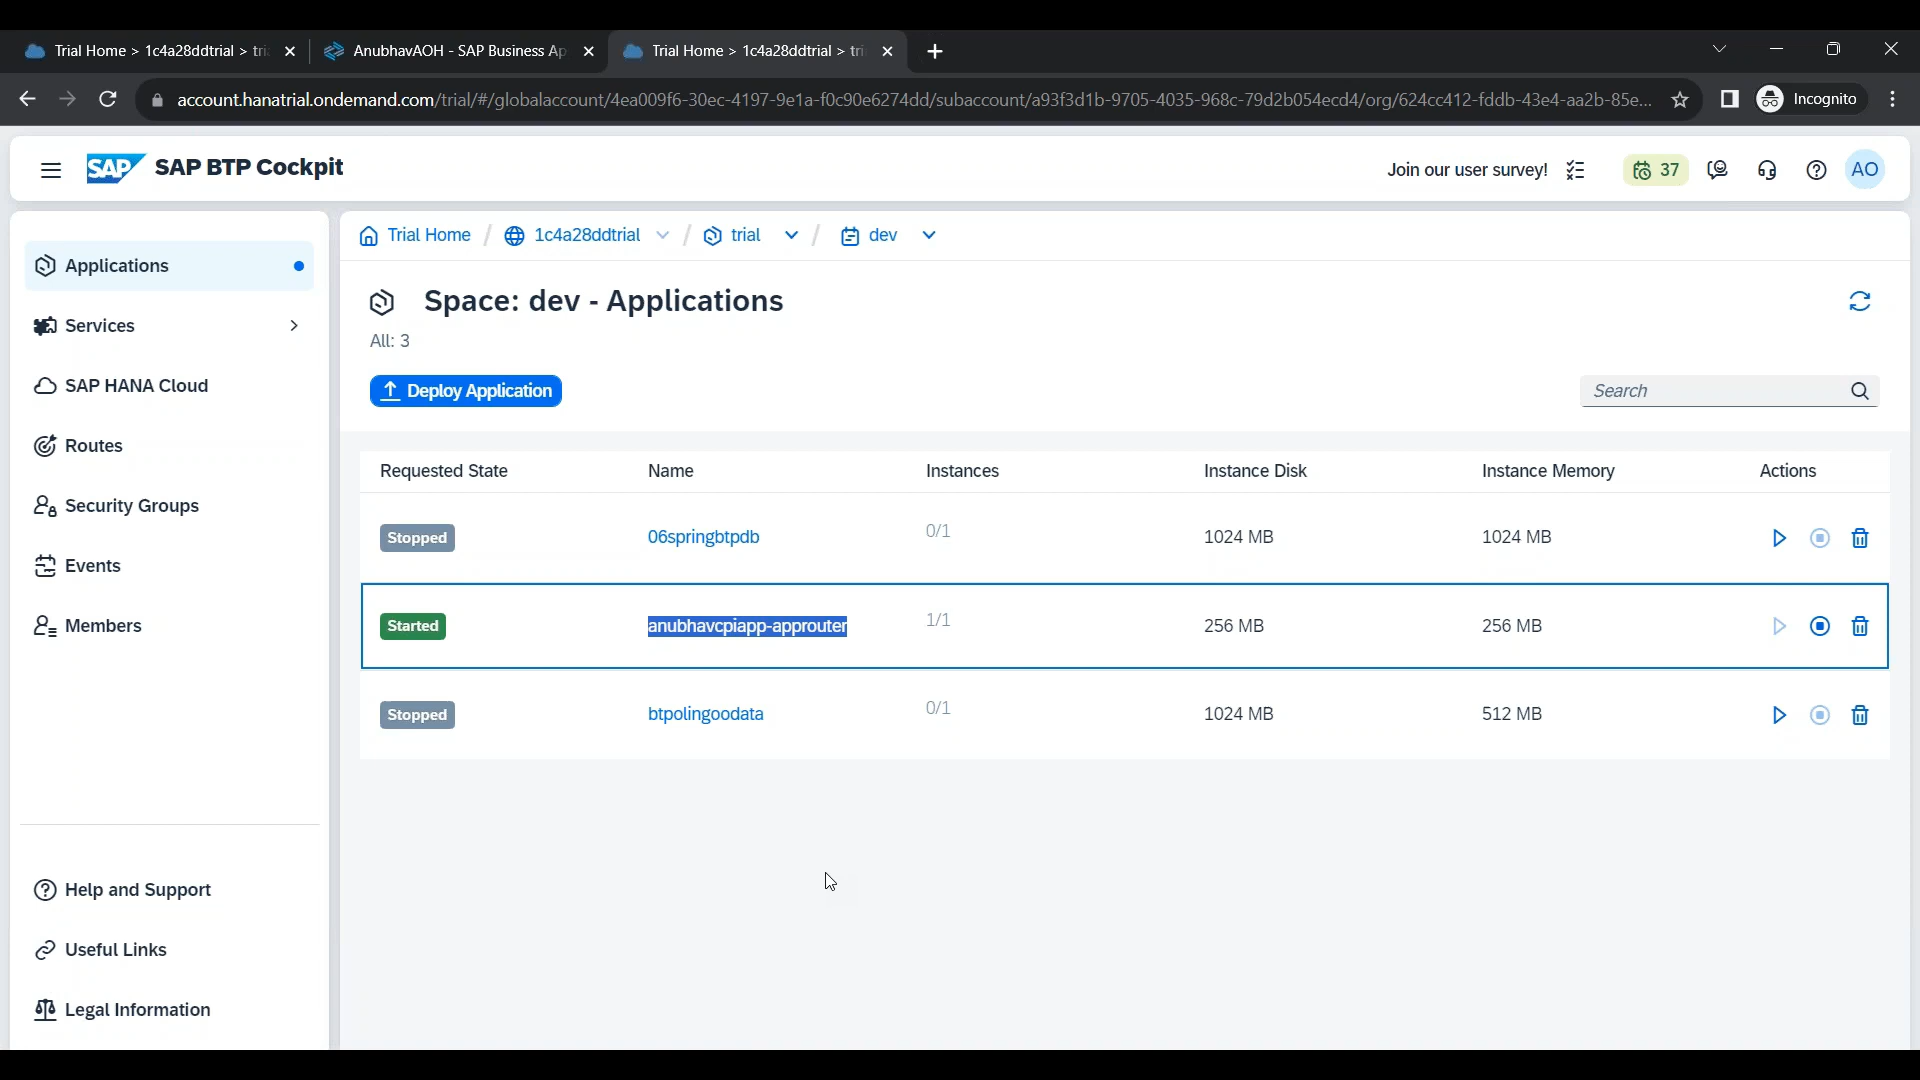 Trial Home > 1c4a28ddtrial > tri
AnubhavAOH - SAP Business Ap
Trial Home > 1c4a28ddtrial > tri
account.hanatrial.ondemand.com/trial/#/globalaccount/4ea009f6-30ec-4197-9e1a-f0c90e6274dd/subaccount/a93f3d1b-9705-4035-968c-79d2b054ecd4/org/624cc412-fddb-43e4-aa2b-85e...
Incognito
SAP SAP BTP Cockpit
Join our user survey!
37
AO
Applications
Services
SAP HANA Cloud
Routes
Security Groups
Events
Members
Help and Support
Useful Links
Legal Information
Trial Home / 1c4a28ddtrial / trial / dev
Space: dev - Applications
All: 3
Deploy Application
Search
Requested State Name Instances Instance Disk Instance Memory Actions
Stopped 06springbtpdb 0/1 1024 MB 1024 MB
Started anubhavcpiapp-approuter 1/1 256 MB 256 MB
Stopped btpolingoodata 0/1 1024 MB 512 MB